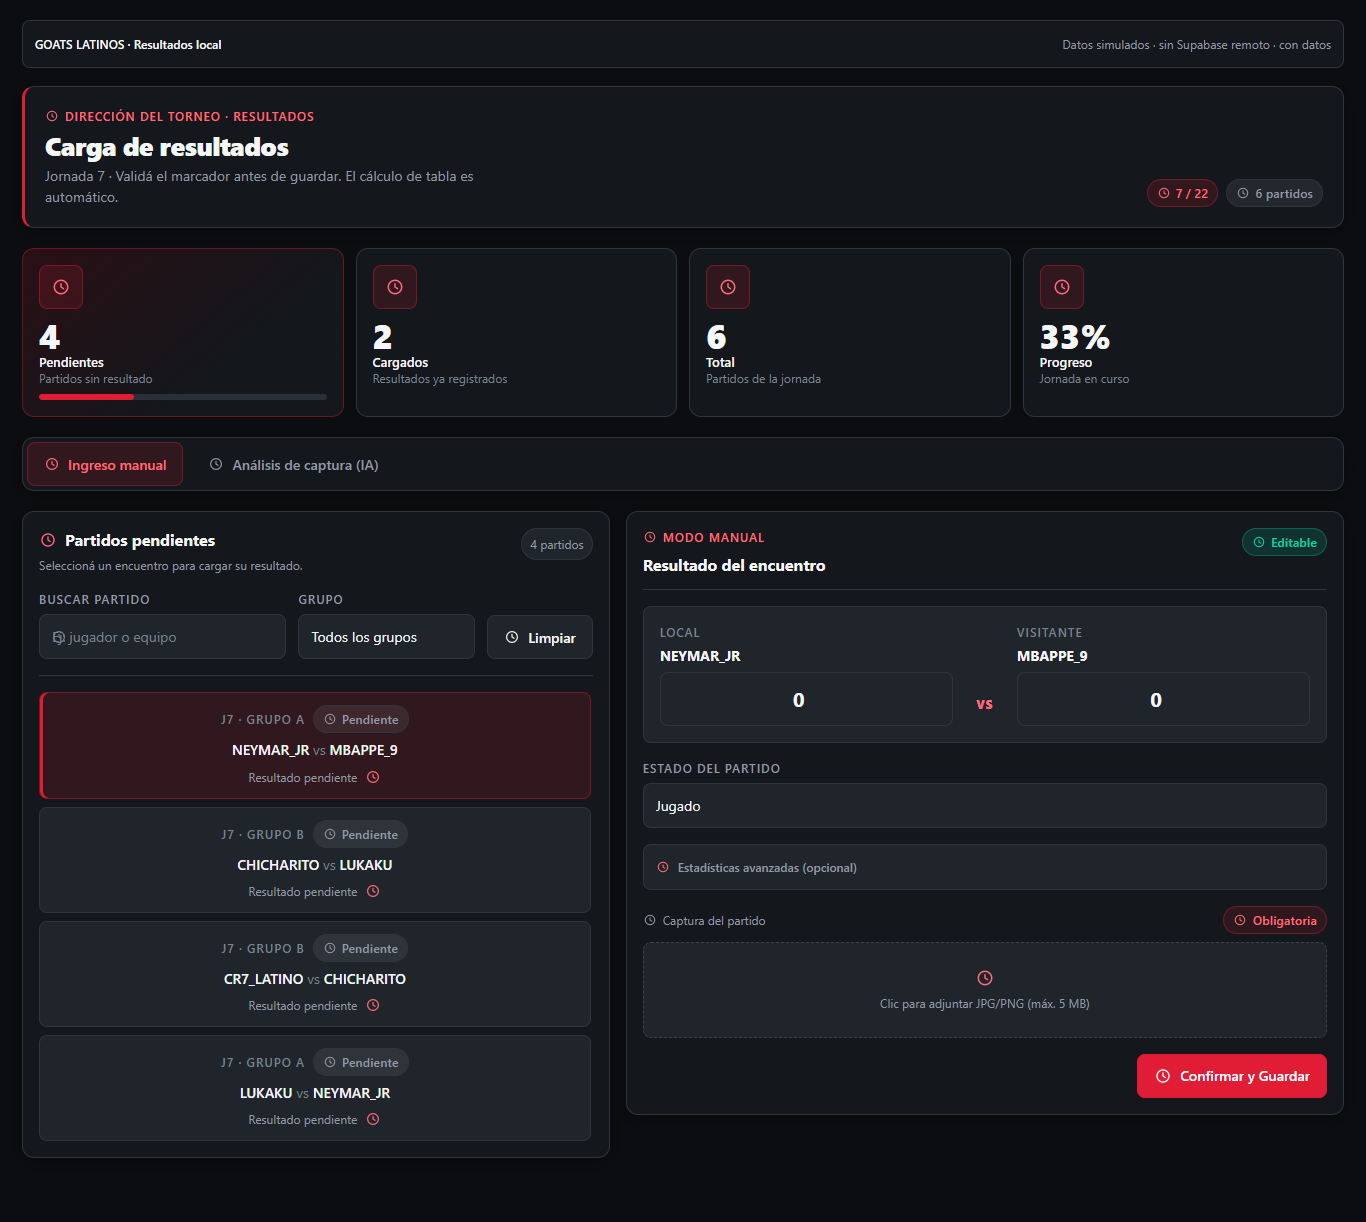 GOATS LATINOS · Resultados local
Datos simulados · sin Supabase remoto · con datos
DIRECCIÓN DEL TORNEO · RESULTADOS
Carga de resultados
Jornada 7 · Validá el marcador antes de guardar. El cálculo de tabla es
automático.
7 / 22
6 partidos
4
Pendientes
Partidos sin resultado
2
Cargados
Resultados ya registrados
6
Total
Partidos de la jornada
33%
Progreso
Jornada en curso
Ingreso manual
Análisis de captura (IA)
Partidos pendientes
4 partidos
Seleccioná un encuentro para cargar su resultado.
BUSCAR PARTIDO
GRUPO
jugador o equipo
Todos los grupos
Limpiar
J7 · GRUPO A
Pendiente
NEYMAR_JR vs MBAPPE_9
Resultado pendiente
J7 · GRUPO B
Pendiente
CHICHARITO vs LUKAKU
Resultado pendiente
J7 · GRUPO B
Pendiente
CR7_LATINO vs CHICHARITO
Resultado pendiente
J7 · GRUPO A
Pendiente
LUKAKU vs NEYMAR_JR
Resultado pendiente
MODO MANUAL
Editable
Resultado del encuentro
LOCAL
NEYMAR_JR
0
vs
VISITANTE
MBAPPE_9
0
ESTADO DEL PARTIDO
Jugado
Estadísticas avanzadas (opcional)
Captura del partido
Obligatoria
Clic para adjuntar JPG/PNG (máx. 5 MB)
Confirmar y Guardar